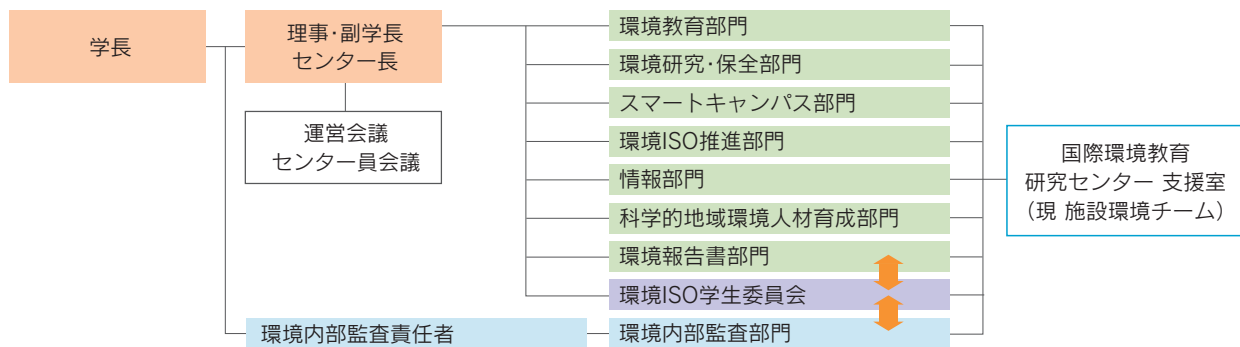 学長
理事・副学長
センター長
運営会議
センター員会議
環境教育部門
環境研究・保全部門
スマートキャンパス部門
環境ISO推進部門
情報部門
科学的地域環境人材育成部門
環境報告書部門
環境ISO学生委員会
環境内部監査責任者
環境内部監査部門
国際環境教育
研究センター 支援室
（現 施設環境チーム）